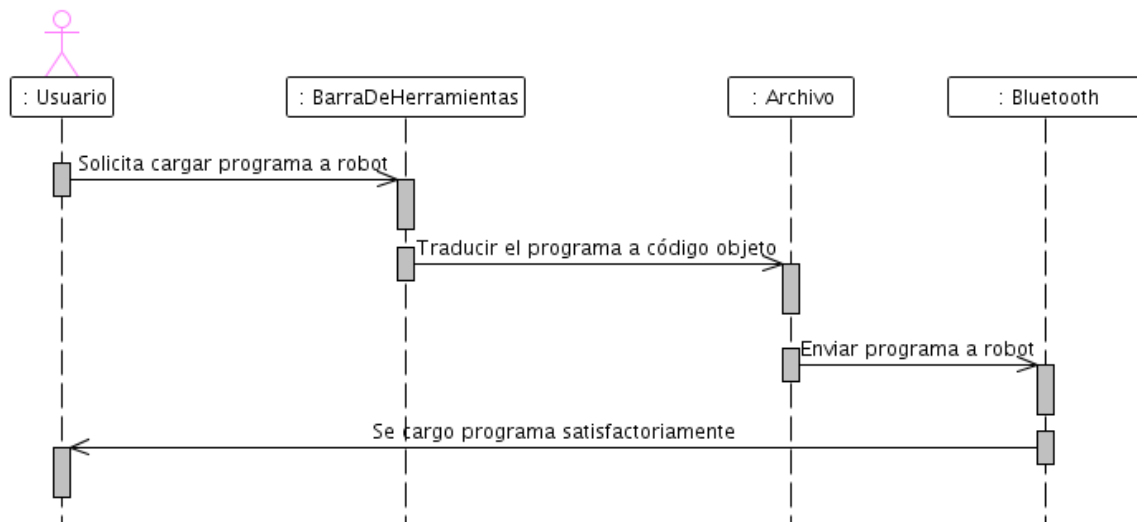 : Usuario
: BarraDeHerramientas
: Archivo
: Bluetooth
Solicita cargar programa a robot
Traducir el programa a código objeto
Enviar programa a robot
Se cargo programa satisfactoriamente